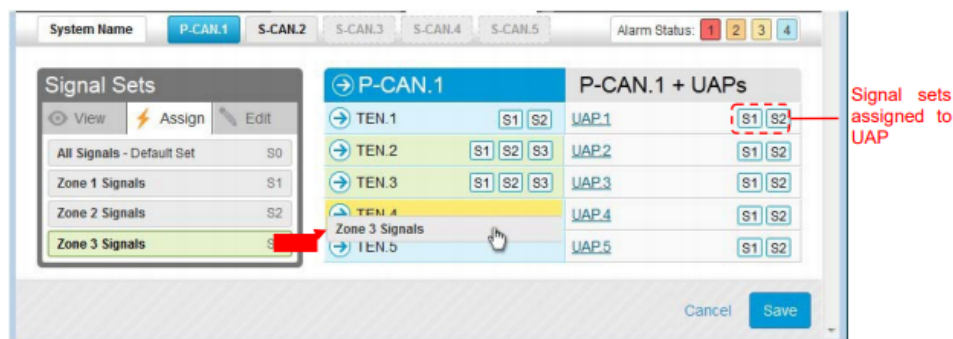 System Name P-CAN.1 S-CAN.2 S-CAN.3 S-CAN.4 S-CAN.5 Alarm Status: 1 2 3 4
Signal Sets
View Assign Edit
All Signals - Default Set S0
Zone 1 Signals S1
Zone 2 Signals S2
Zone 3 Signals
P-CAN.1 P-CAN.1 + UAPs
TEN.1 S1 S2 UAP.1 S1 S2
TEN.2 S1 S2 S3 UAP.2 S1 S2
TEN.3 S1 S2 S3 UAP.3 S1 S2
TEN.4 UAP.4 S1 S2
Zone 3 Signals
TEN.5 UAP.5 S1 S2
Signal sets
assigned to
UAP
Cancel Save